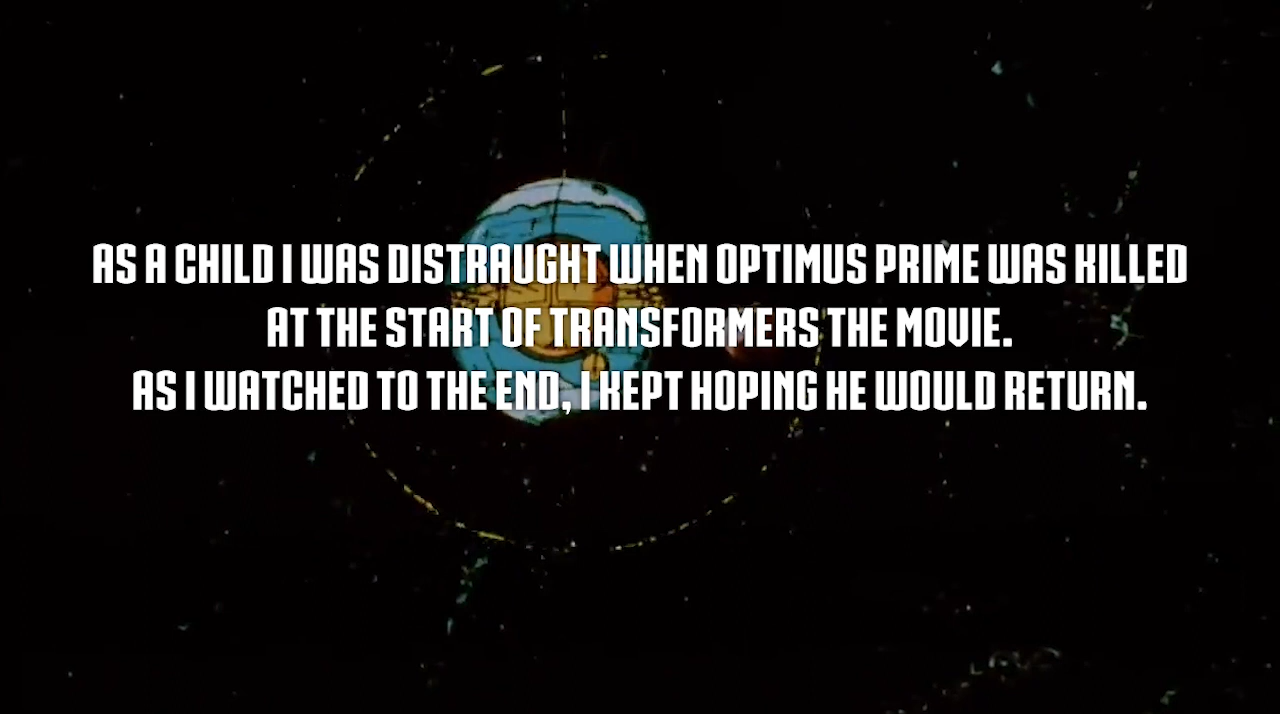 AS A CHILD I WAS DISTRAUGHT WHEN OPTIMUS PRIME WAS KILLED
AT THE START OF TRANSFORMERS THE MOVIE.
AS I WATCHED TO THE END, I KEPT HOPING HE WOULD RETURN.